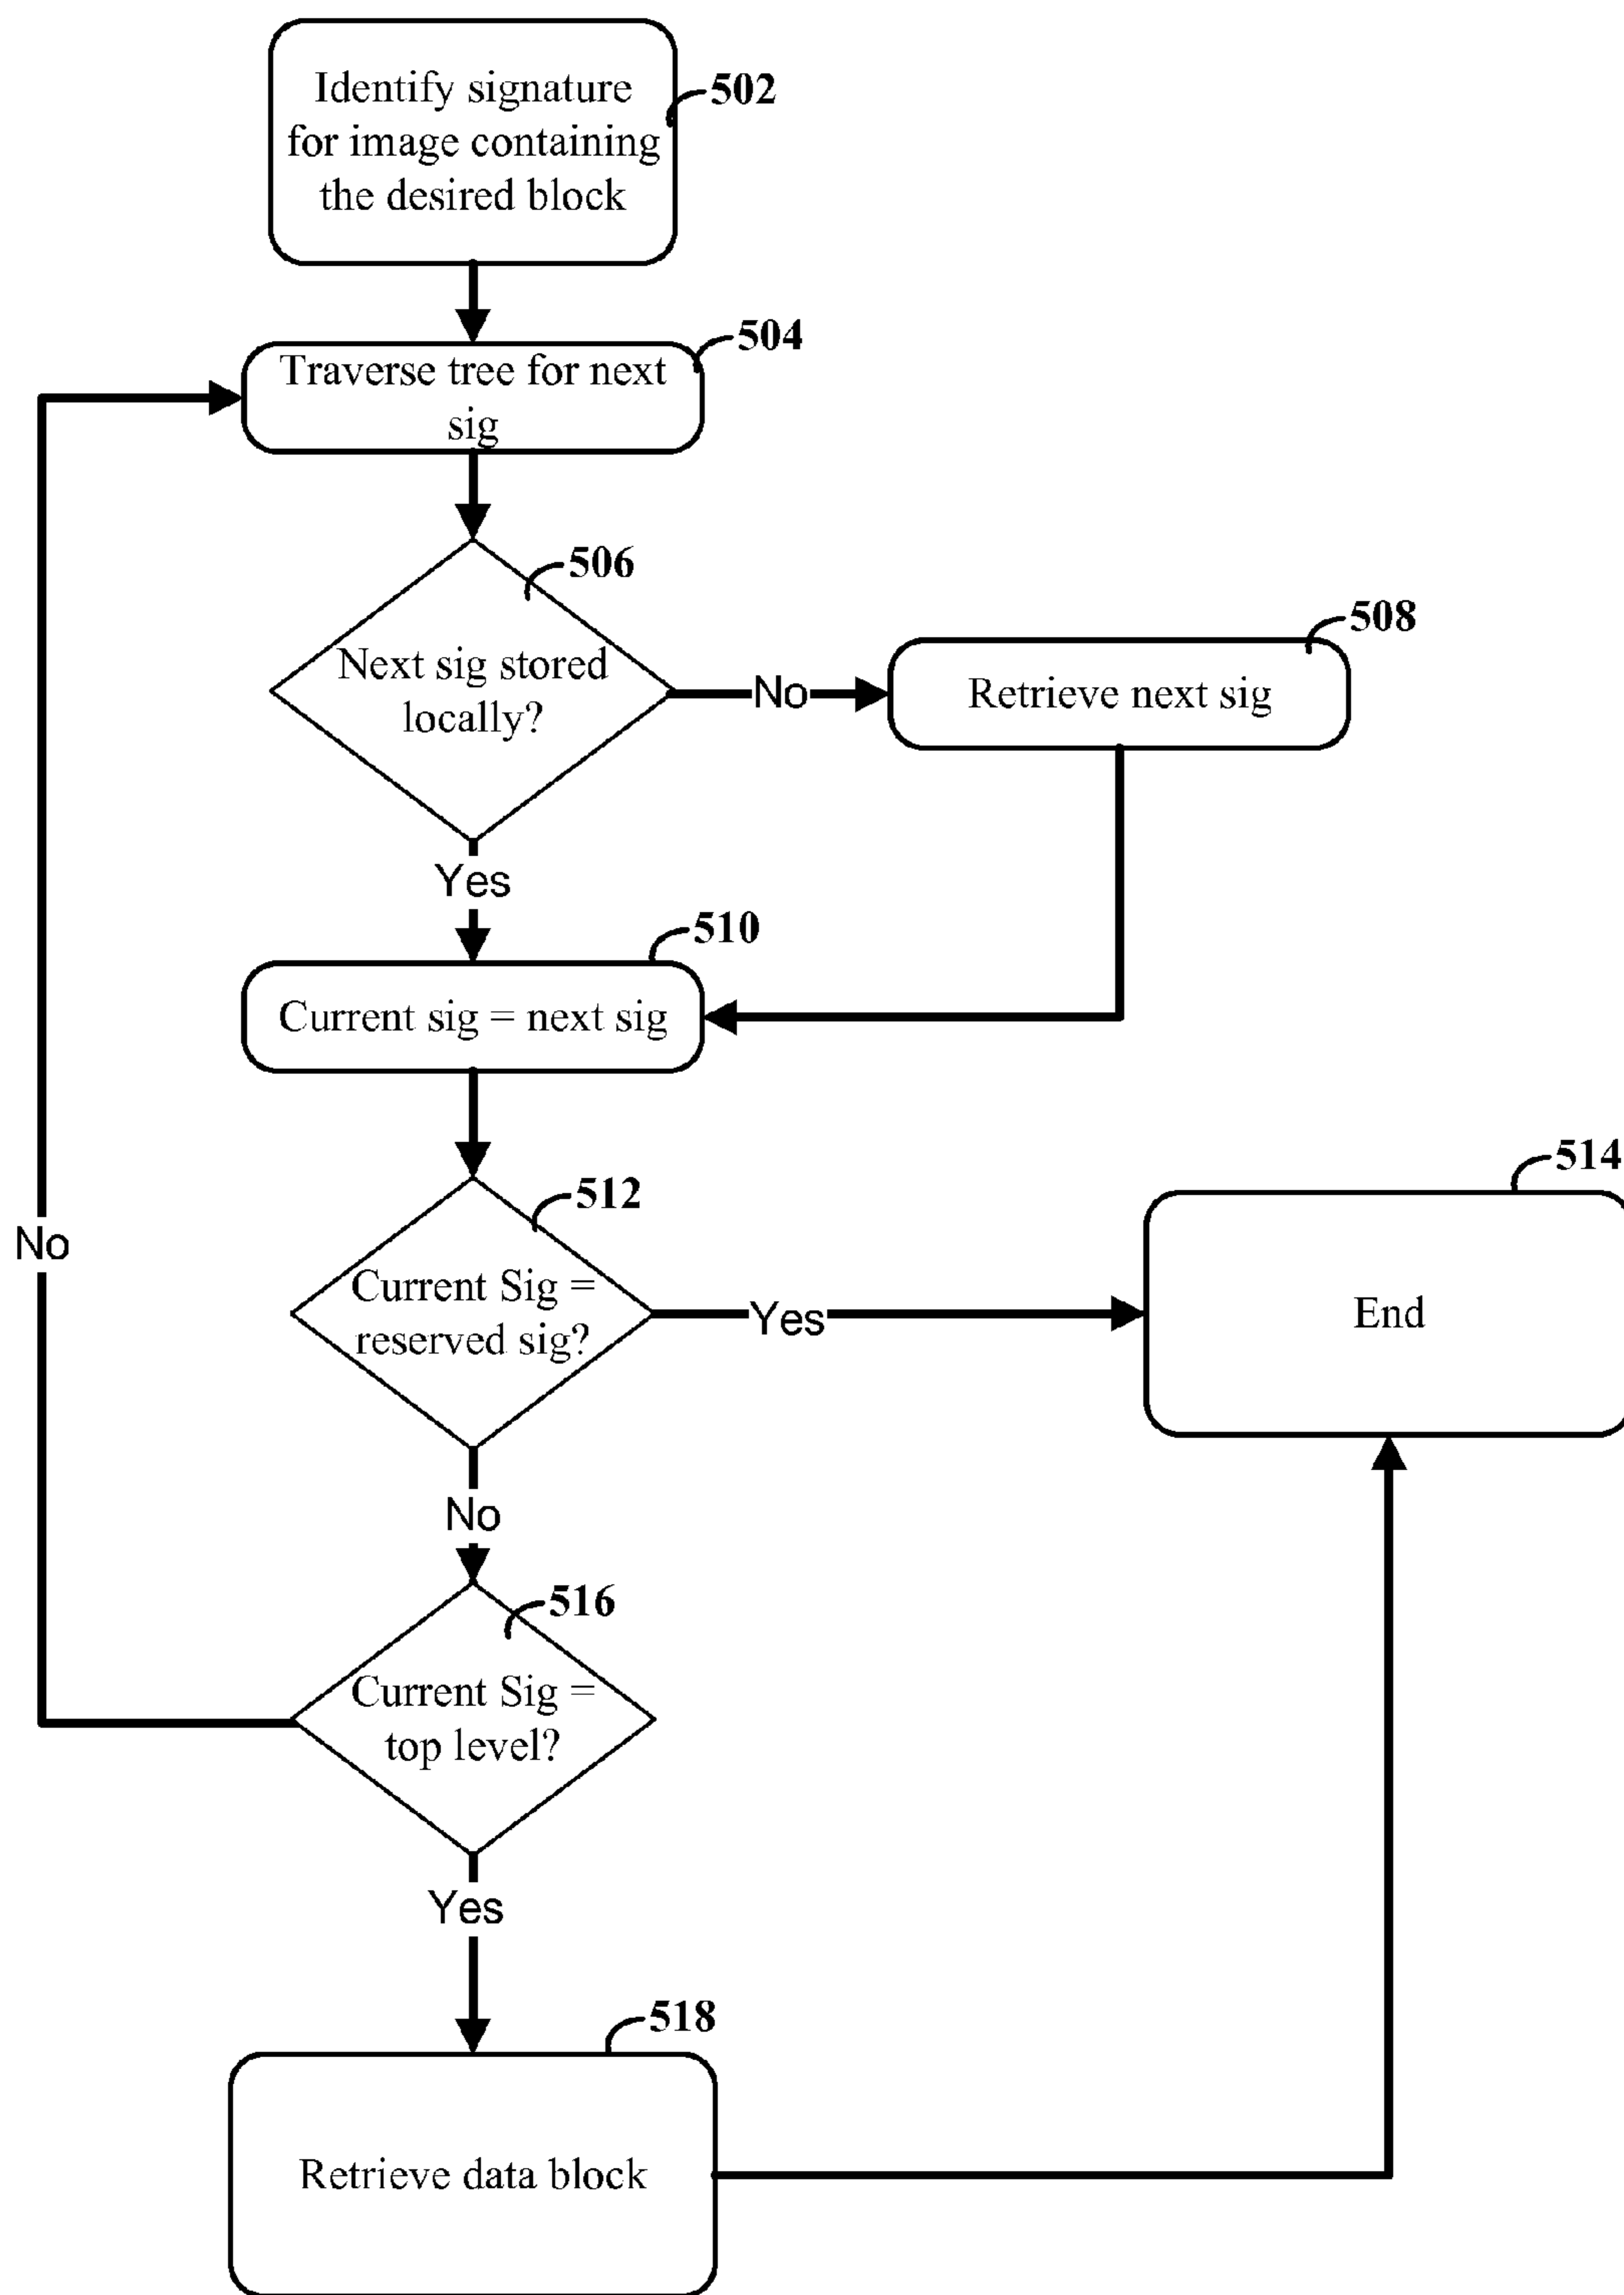 Identify signature
for image containing
the desired block
502
Traverse tree for next
sig
504
506
Next sig stored
locally?
No
508
Retrieve next sig
Yes
510
Current sig = next sig
512
Current Sig =
reserved sig?
Yes
514
End
No
No
516
Current Sig =
top level?
Yes
518
Retrieve data block